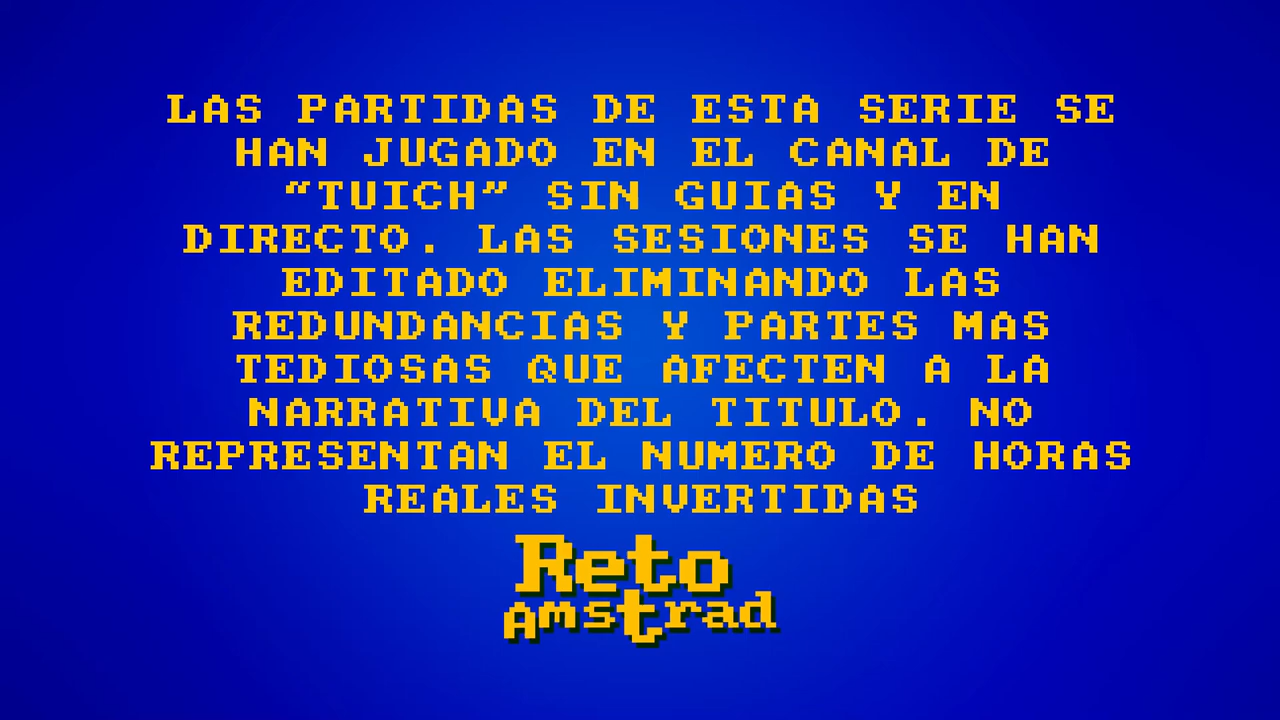 LAS PARTIDAS DE ESTA SERIE SE
HAN JUGADO EN EL CANAL DE
“TUICH” SIN GUIAS Y EN
DIRECTO. LAS SESIONES SE HAN
EDITADO ELIMINANDO LAS
REDUNDANCIAS Y PARTES MAS
TEDIOSAS QUE AFECTEN A LA
NARRATIVA DEL TITULO. NO
REPRESENTAN EL NUMERO DE HORAS
REALES INVERTIDAS
Reto
Amstrad